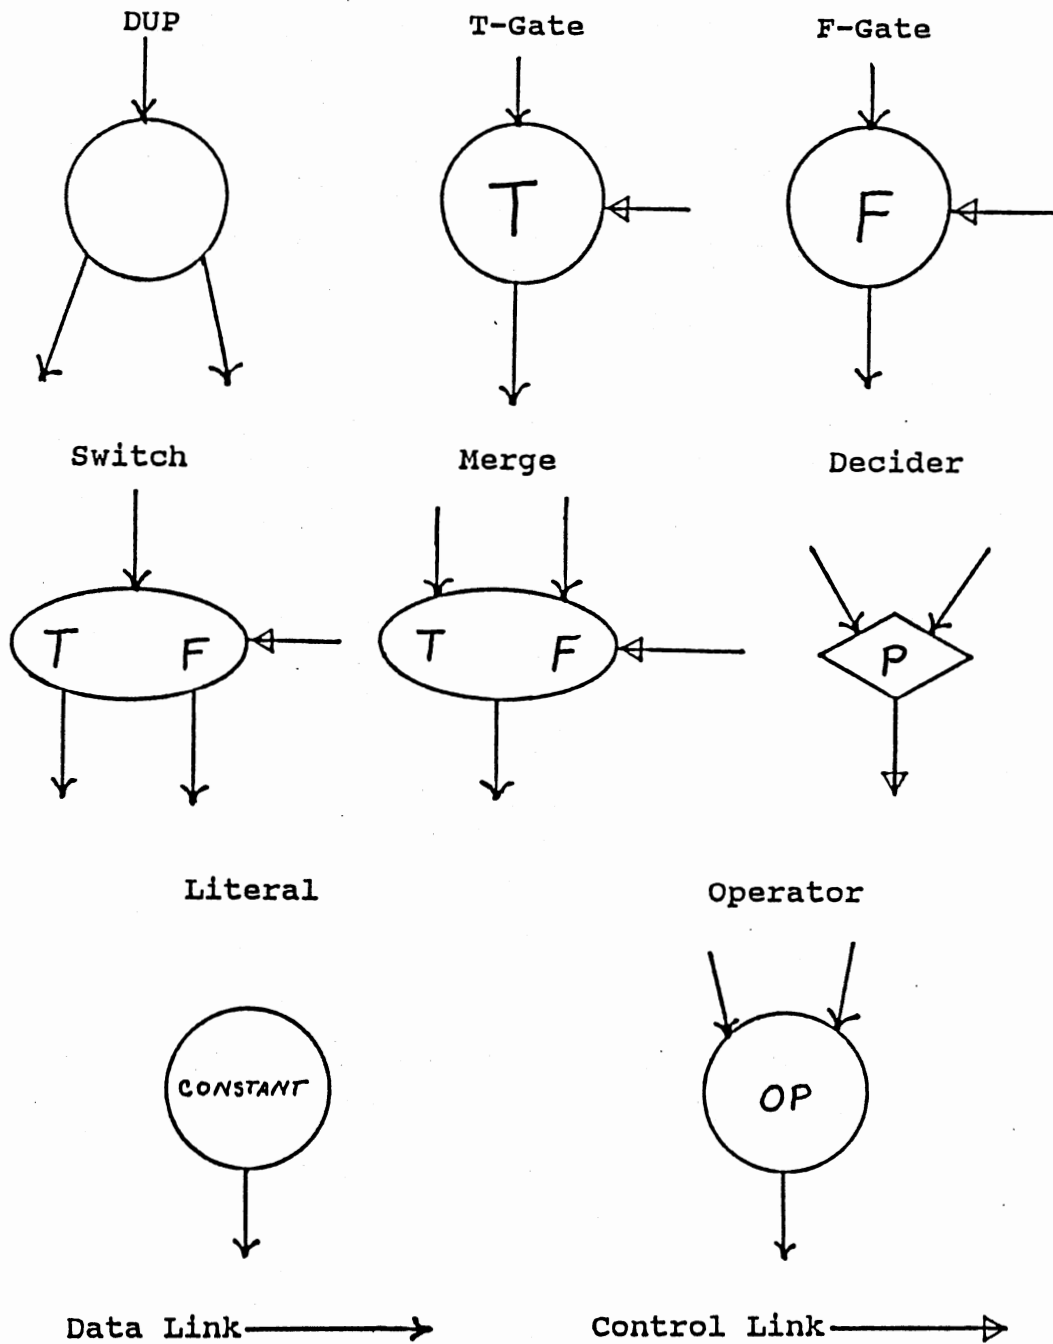 DUP
T-Gate
F-Gate
T
F
Switch
Merge
Decider
T F
T F
P
Literal
Operator
CONSTANT
OP
Data Link
Control Link